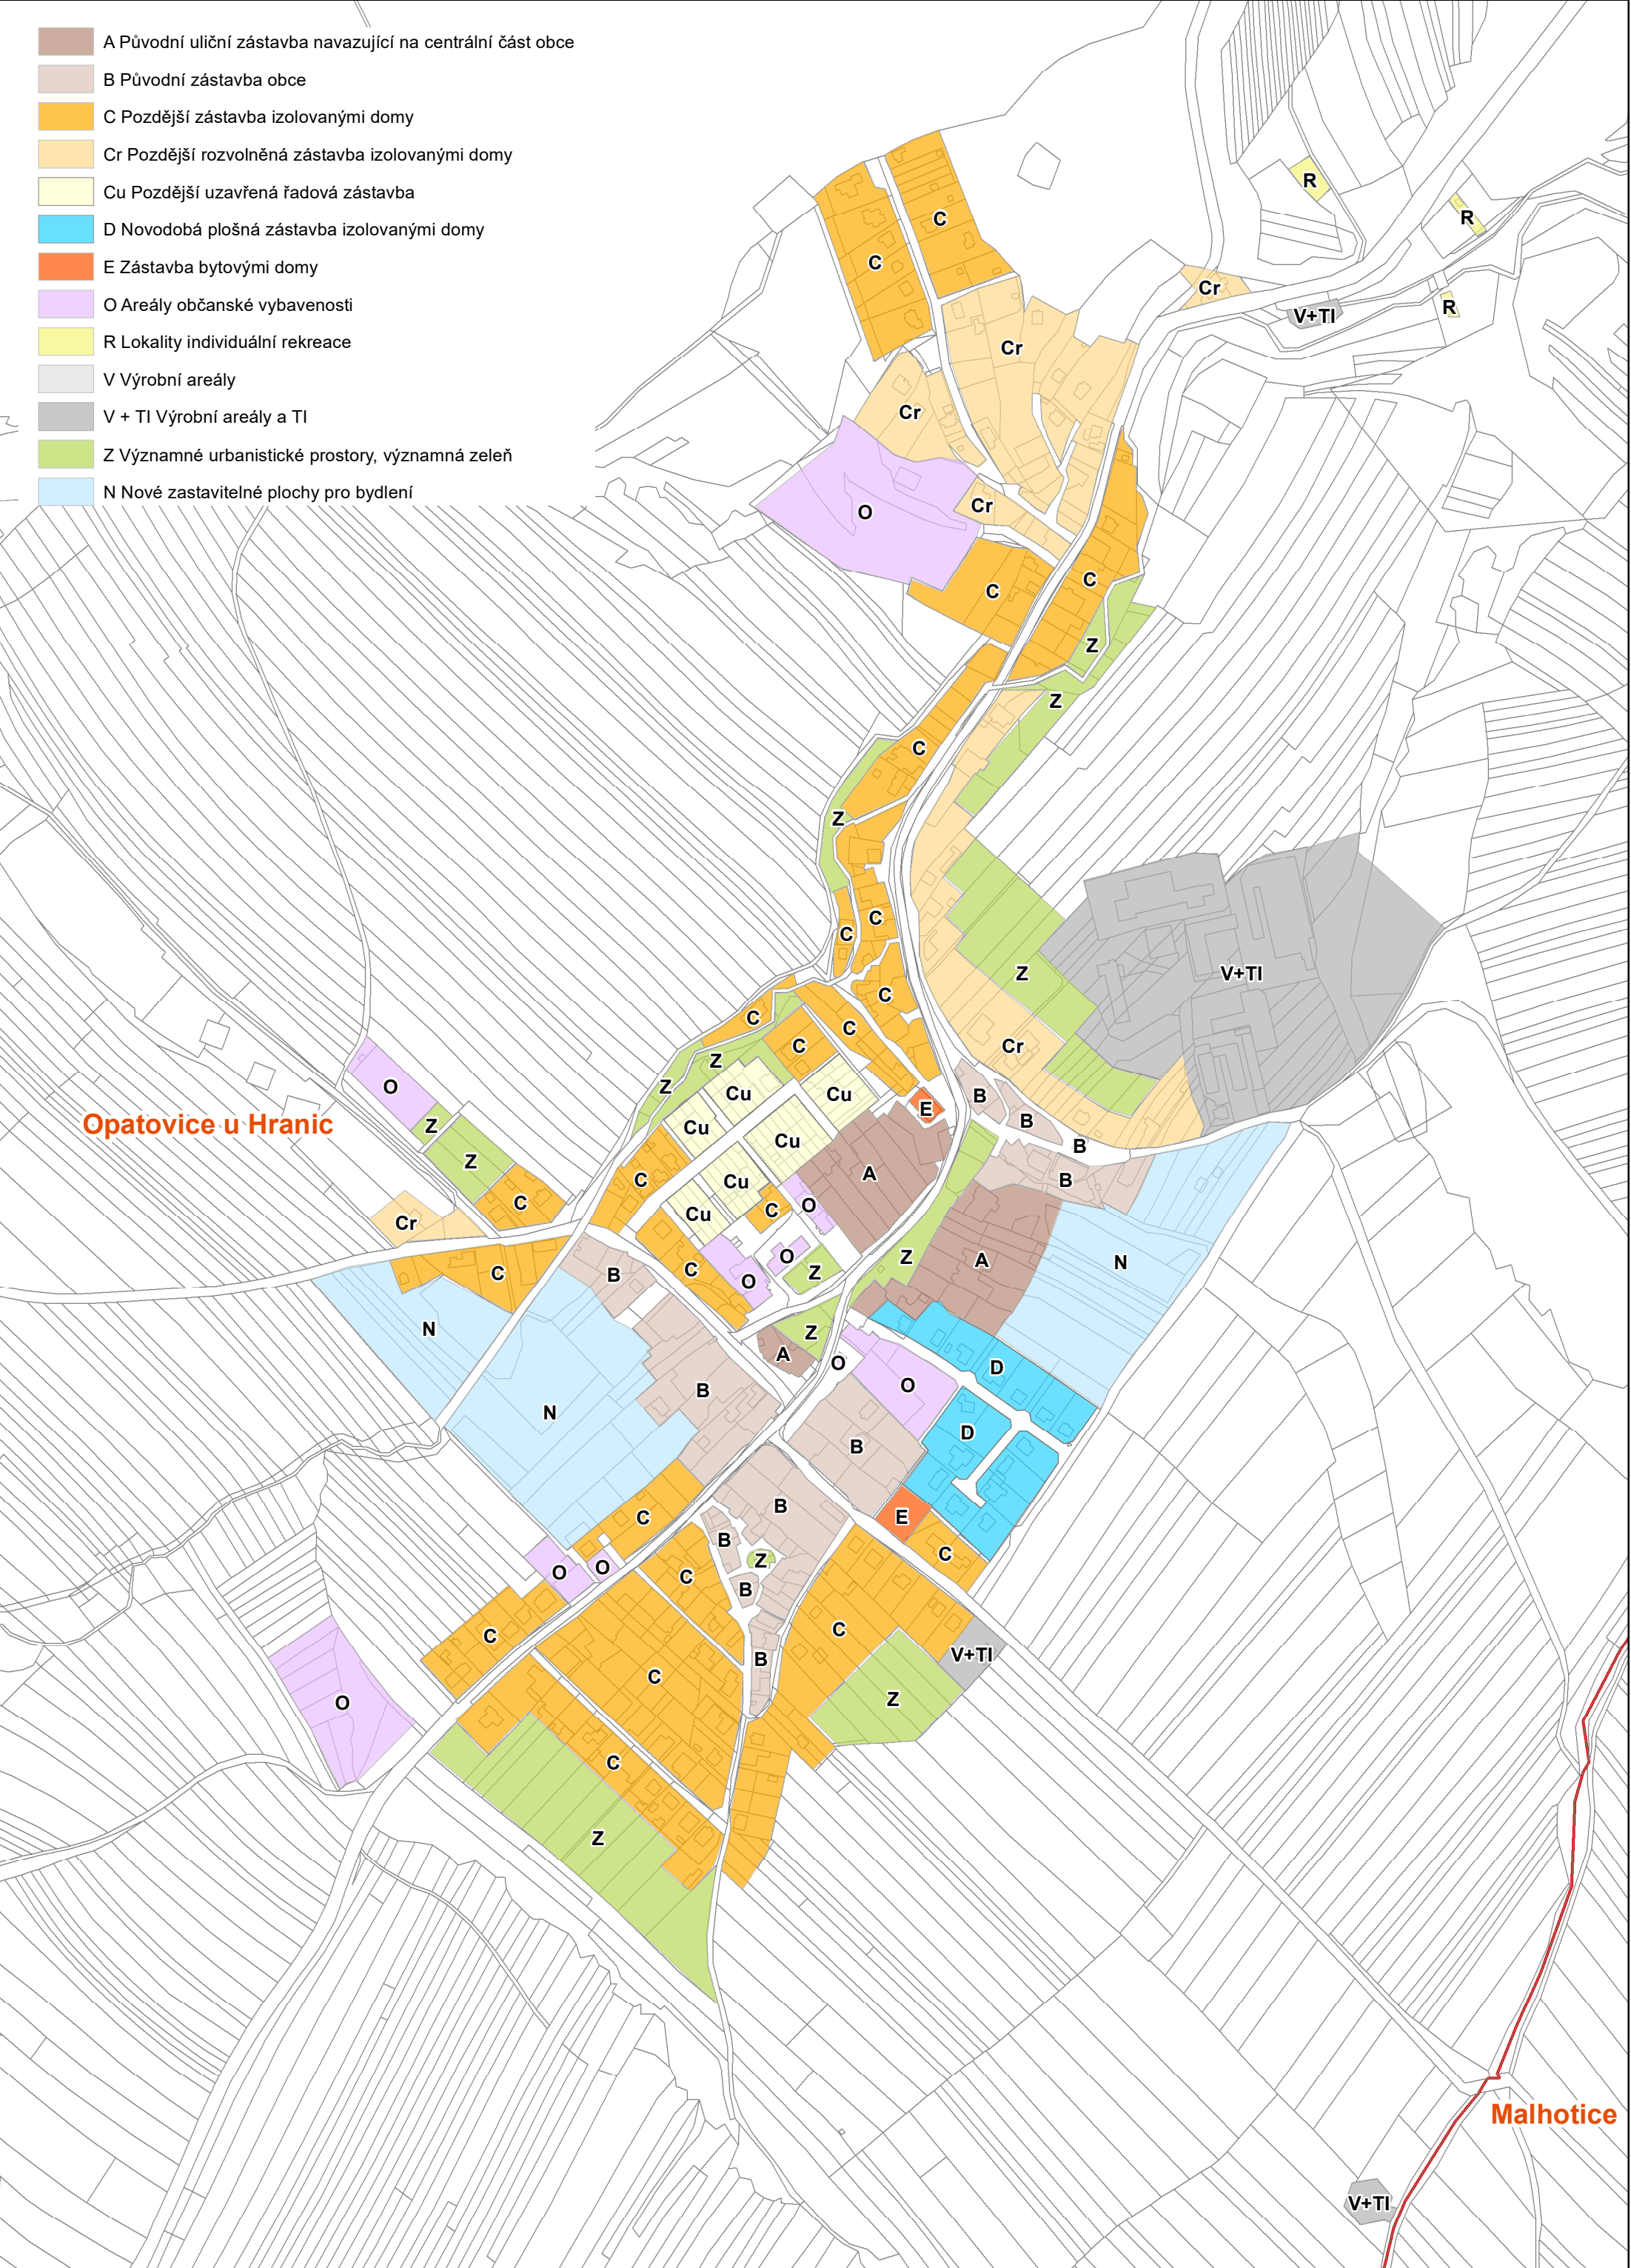 A Původní uliční zástavba navazující na centrální část obce
B Původní zástavba obce
C Pozdější zástavba izolovanými domy
Cr Pozdější rozvolněná zástavba izolovanými domy
Cu Pozdější uzavřená řadová zástavba
D Novodobá plošná zástavba izolovanými domy
E Zástavba bytovými domy
O Areály občanské vybavenosti
R Lokality individuální rekreace
V Výrobní areály
V + TI Výrobní areály a TI
Z Významné urbanistické prostory, významná zeleň
N Nové zastavitelné plochy pro bydlení
R
R
C
C
Cr
R
V+TI
Cr
Cr
Cr
O
C
C
Z
Z
C
Z
C
C
Z
V+TI
C
C
C
C
Cr
Z
Z
O
Cu
Cu
E
B
B
Opatovice u Hranic
Z
Cu
Cu
B
Z
A
B
C
Cu
C
O
C
Cr
Cu
O
Z
A
N
C
B
C
O
Z
N
Z
A
O
D
O
B
N
D
B
B
C
E
B
C
Z
O
O
C
B
C
C
B
V+TI
C
Z
O
C
Z
Malhotice
V+TI